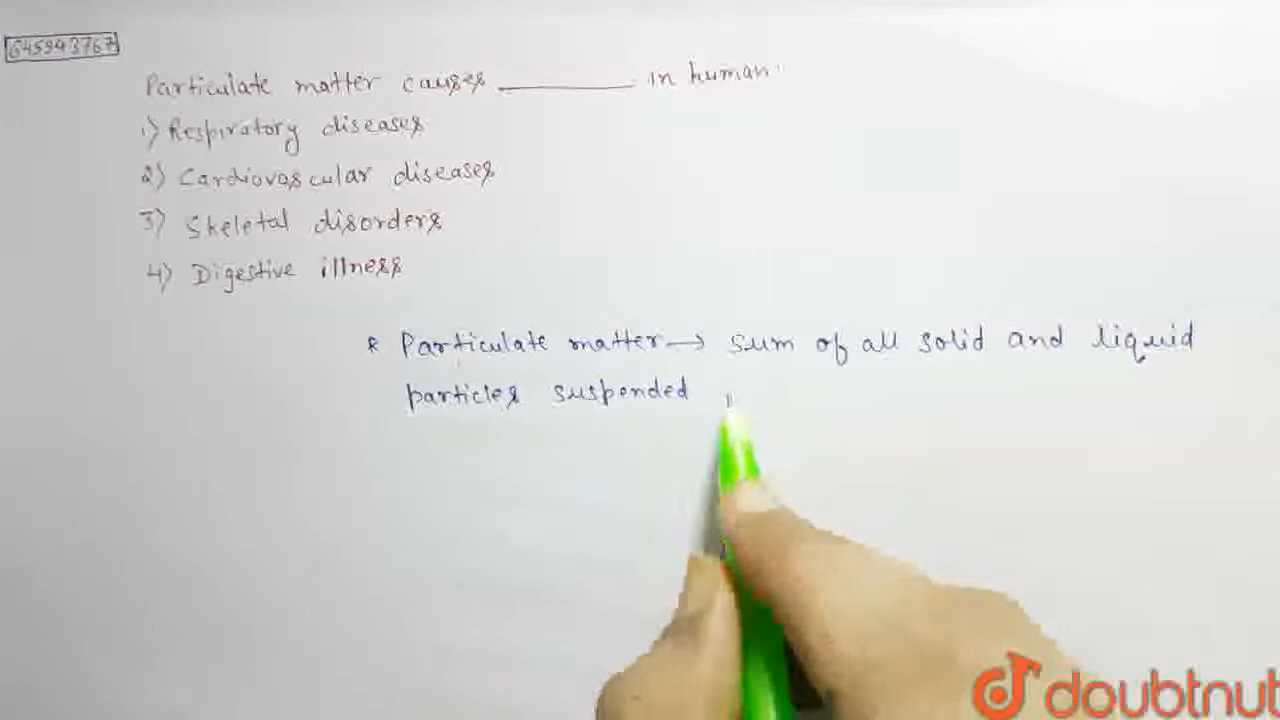 645943767
Particulate matter causes ________ in human.
1) Respiratory diseases
2) Cardiovascular diseases
3) Skeletal disorders
4) Digestive illness
* Particulate matter → sum of all solid and liquid
particles suspended
doubtnut